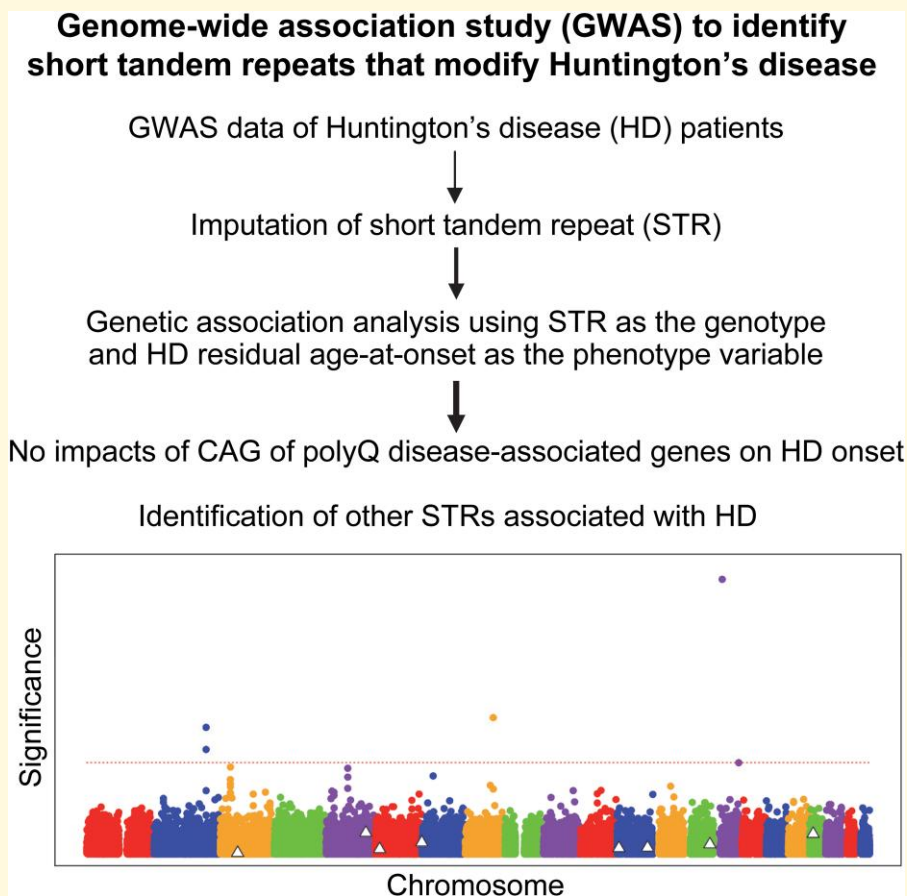 Genome-wide association study (GWAS) to identify
short tandem repeats that modify Huntington's disease
GWAS data of Huntington's disease (HD) patients
Imputation of short tandem repeat (STR)
Genetic association analysis using STR as the genotype
and HD residual age-at-onset as the phenotype variable
No impacts of CAG of polyQ disease-associated genes on HD onset
Identification of other STRs associated with HD
Significance
Chromosome